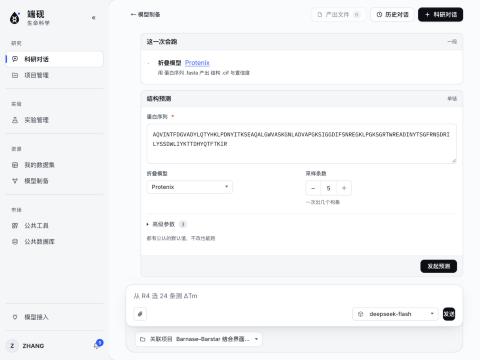 端砚
生命科学
«
研究
科研对话
项目管理
实验
实验管理
资源
我的数据集
模型制备
市场
公共工具
公共数据库
模型接入
Z ZHANG
← 模型制备
产出文件 0
历史对话
+ 科研对话
这一次会跑
一段
折叠模型 Protenix
用 蛋白序列 .fasta 产出 结构 .cif 与置信度
结构预测
单链
蛋白序列 *
AQVINTFDGVADYLQTYHKLPDNYITKSEAQALGWVASKGNLADVAPGKSIGGDIFSNREGKLPGKSGRTWREADINYTSGFRNSDRI
LYSSDWLIYKTTDHYQTFTKIR
折叠模型
Protenix
采样条数
− 5 +
一次出几个构象
高级参数 3
都有公认的默认值，不改也能跑
发起预测
从 R4 选 24 条测 ΔTm
deepseek-flash
发送
关联项目 Barnase-Barstar 结合界面…